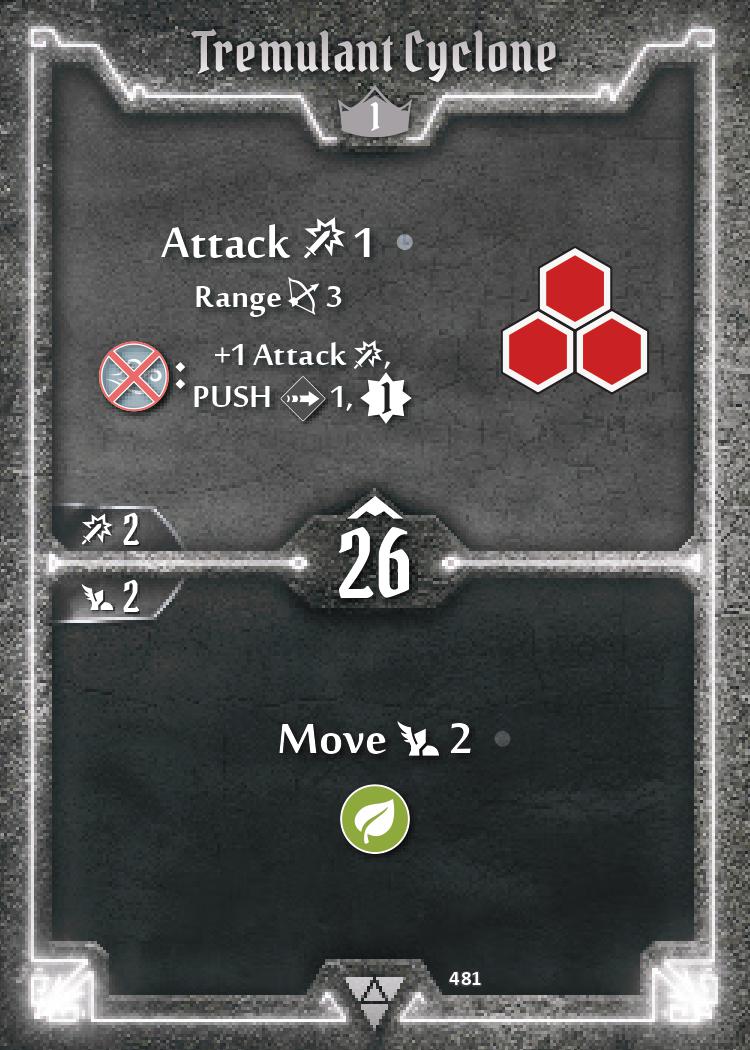 Tremulant Cyclone
1
Attack 1
Range 3
+1 Attack,
: PUSH 1, 1
2
26
2
Move 2
481